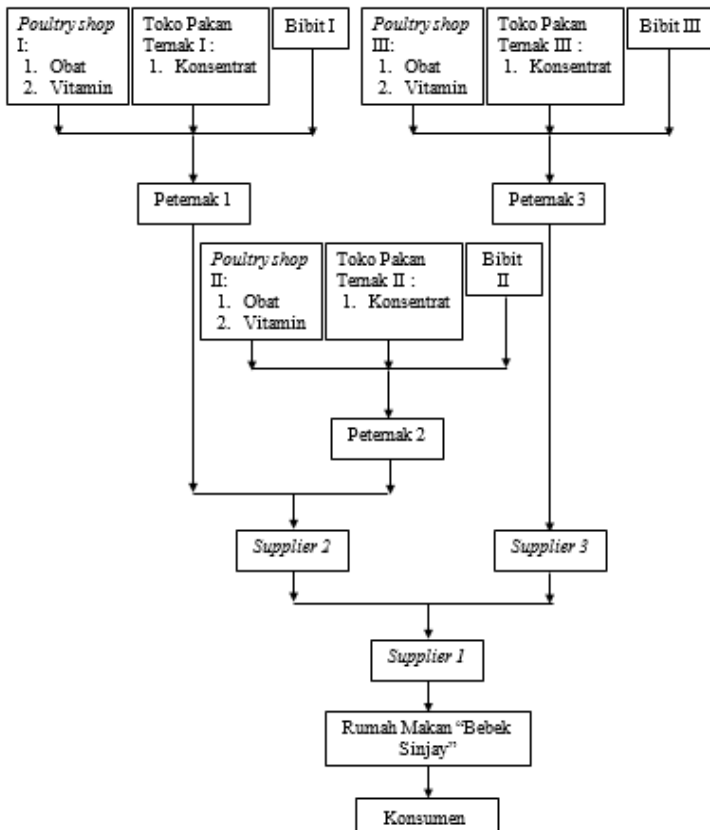 Poultry shop
I:
1. Obat
2. Vitamin
Toko Pakan
Ternak I :
1. Konsentrat
Bibit I
Poultry shop
III:
1. Obat
2. Vitamin
Toko Pakan
Ternak III :
1. Konsentrat
Bibit III
Peternak 1
Peternak 3
Poultry shop
II:
1. Obat
2. Vitamin
Toko Pakan
Ternak II :
1. Konsentrat
Bibit
II
Peternak 2
Supplier 2
Supplier 3
Supplier 1
Rumah Makan “Bebek
Sinjay”
Konsumen